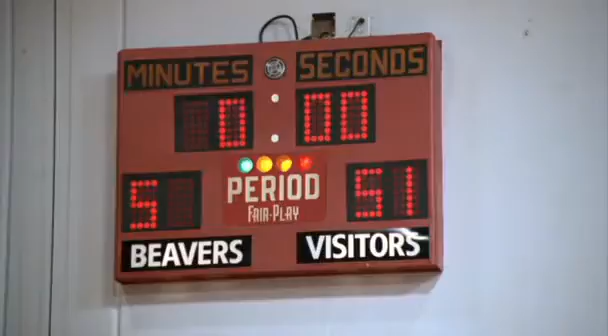 MINUTES SECONDS
0 : 00
PERIOD
FAIR-PLAY
5 51
BEAVERS VISITORS